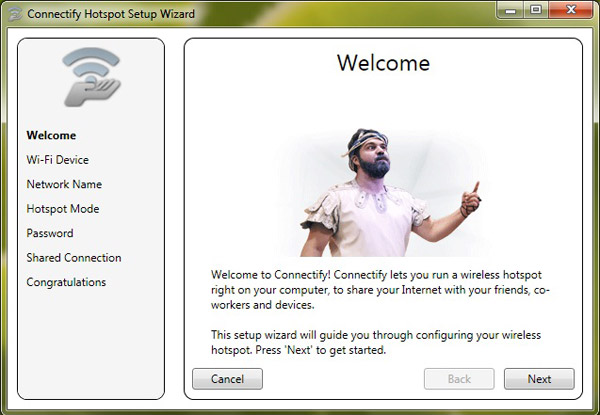 Connectify Hotspot Setup Wizard
Welcome
Wi-Fi Device
Network Name
Hotspot Mode
Password
Shared Connection
Congratulations
Welcome
Welcome to Connectify! Connectify lets you run a wireless hotspot
right on your computer, to share your Internet with your friends, co-
workers and devices.
This setup wizard will guide you through configuring your wireless
hotspot. Press 'Next' to get started.
Cancel
Back
Next